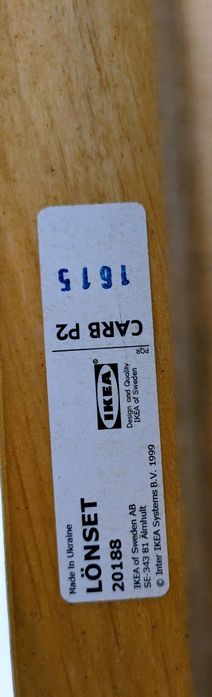 Made in Ukraine
LÖNSET
20188
IKEA of Sweden AB
SE-343 81 Älmhult
© Inter IKEA Systems B.V. 1999
IKEA
Design and Quality
IKEA of Sweden
PQR
CARB P2
1615